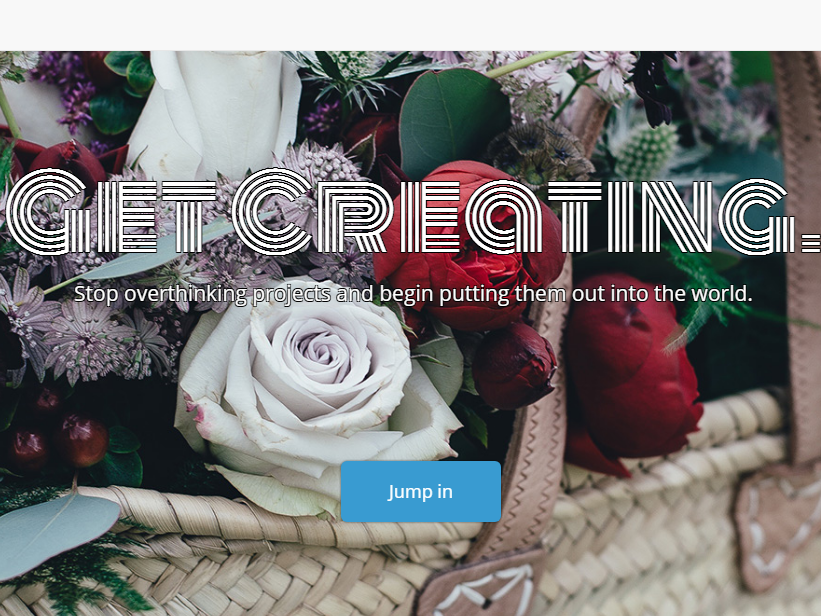 Get Creating.
Stop overthinking projects and begin putting them out into the world.
Jump in